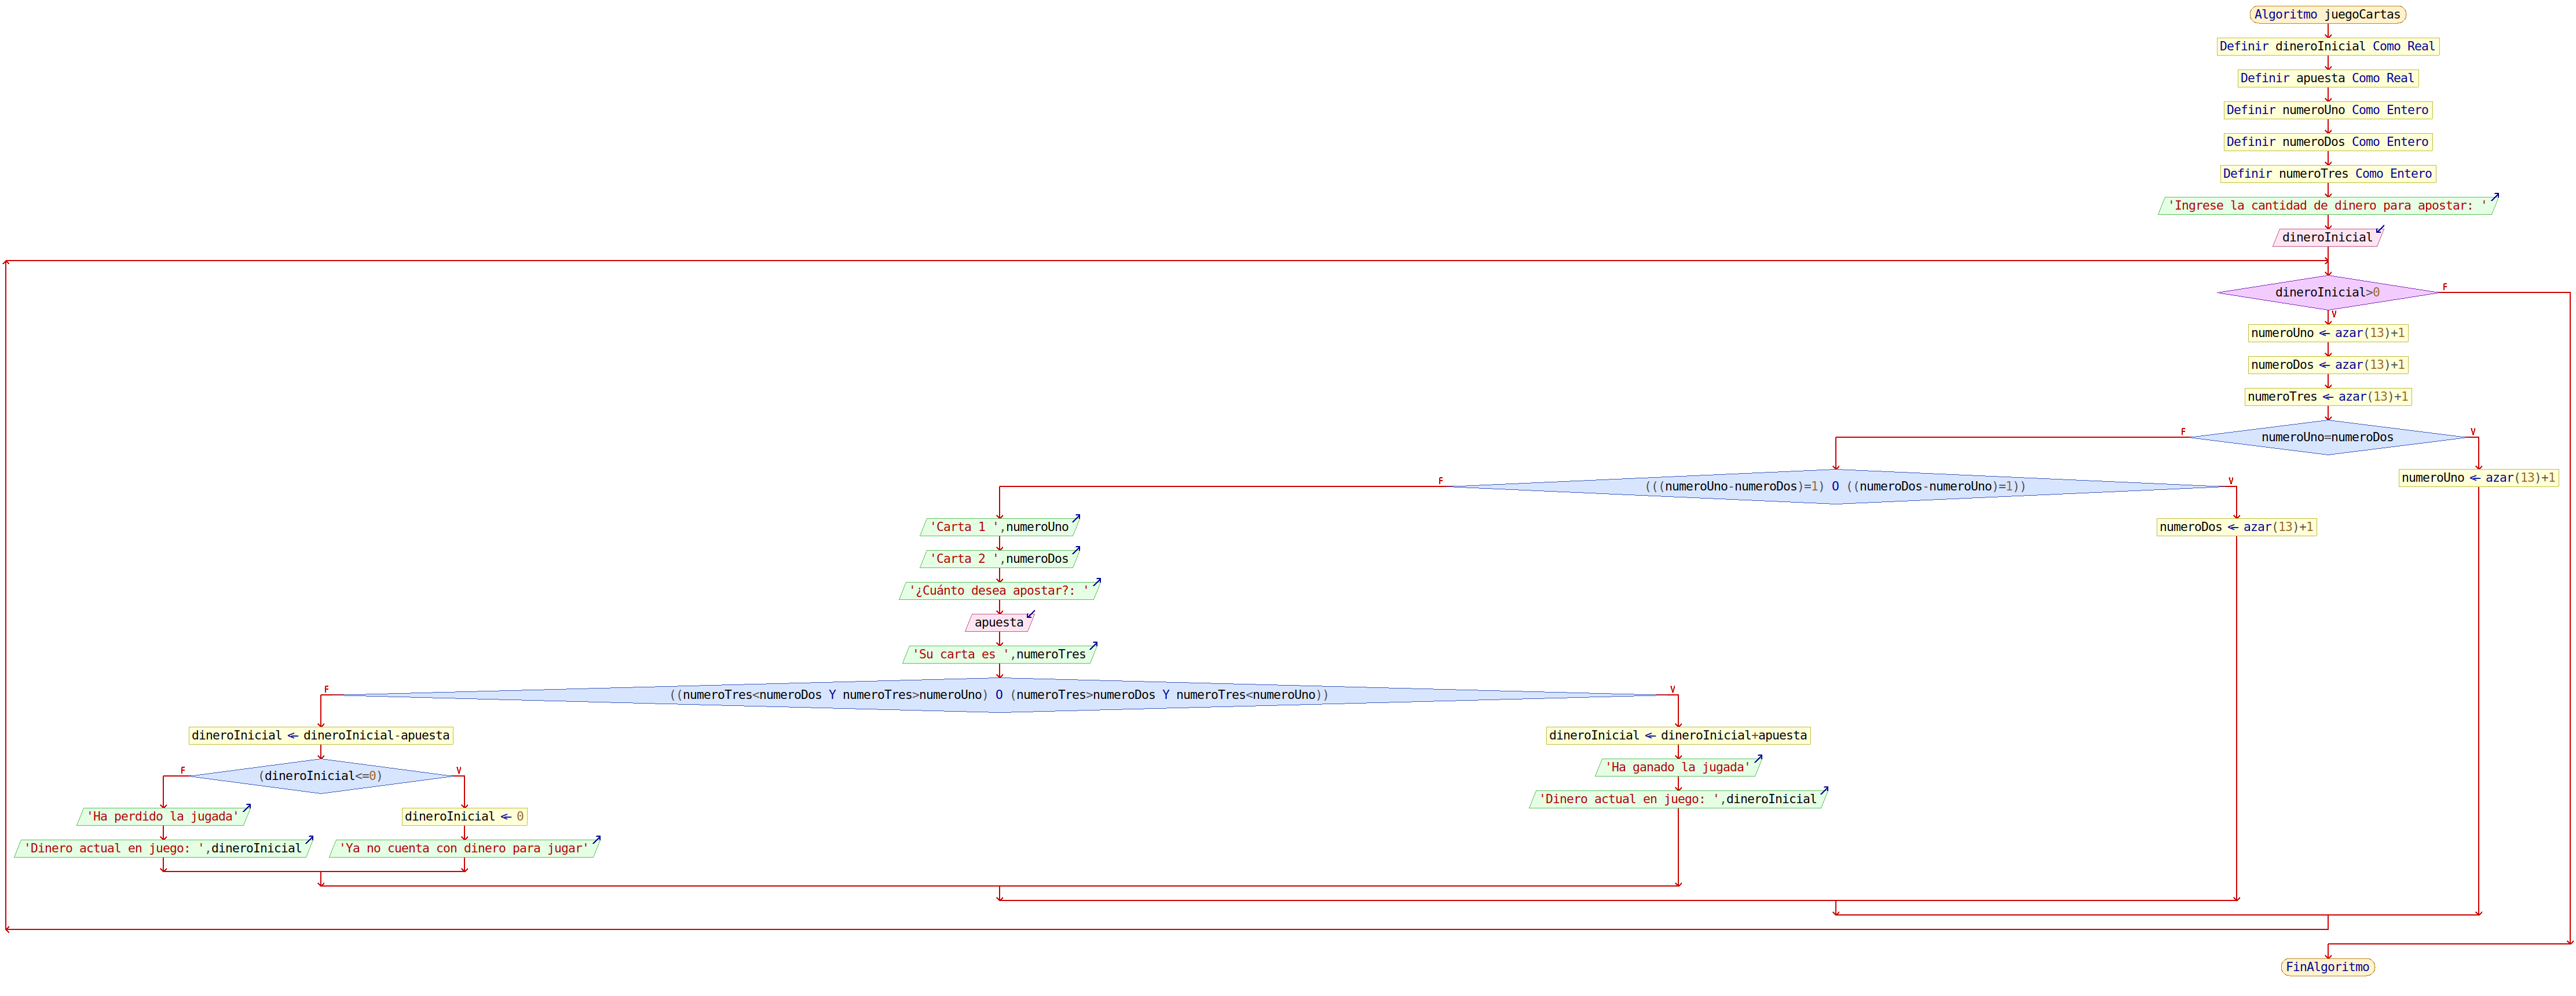 Algoritmo juegoCartas
Definir dineroInicial Como Real
Definir apuesta Como Real
Definir numeroUno Como Entero
Definir numeroDos Como Entero
Definir numeroTres Como Entero
'Ingrese la cantidad de dinero para apostar: '
dineroInicial
dineroInicial>0
F
V
numeroUno ← azar(13)+1
numeroDos ← azar(13)+1
numeroTres ← azar(13)+1
numeroUno=numeroDos
F
V
numeroUno ← azar(13)+1
(((numeroUno-numeroDos)=1) O ((numeroDos-numeroUno)=1))
F
V
numeroDos ← azar(13)+1
'Carta 1 ',numeroUno
'Carta 2 ',numeroDos
'¿Cuánto desea apostar?: '
apuesta
'Su carta es ',numeroTres
((numeroTres<numeroDos Y numeroTres>numeroUno) O (numeroTres>numeroDos Y numeroTres<numeroUno))
F
V
dineroInicial ← dineroInicial-apuesta
(dineroInicial<=0)
F
V
'Ha perdido la jugada'
'Dinero actual en juego: ',dineroInicial
dineroInicial ← 0
'Ya no cuenta con dinero para jugar'
dineroInicial ← dineroInicial+apuesta
'Ha ganado la jugada'
'Dinero actual en juego: ',dineroInicial
FinAlgoritmo